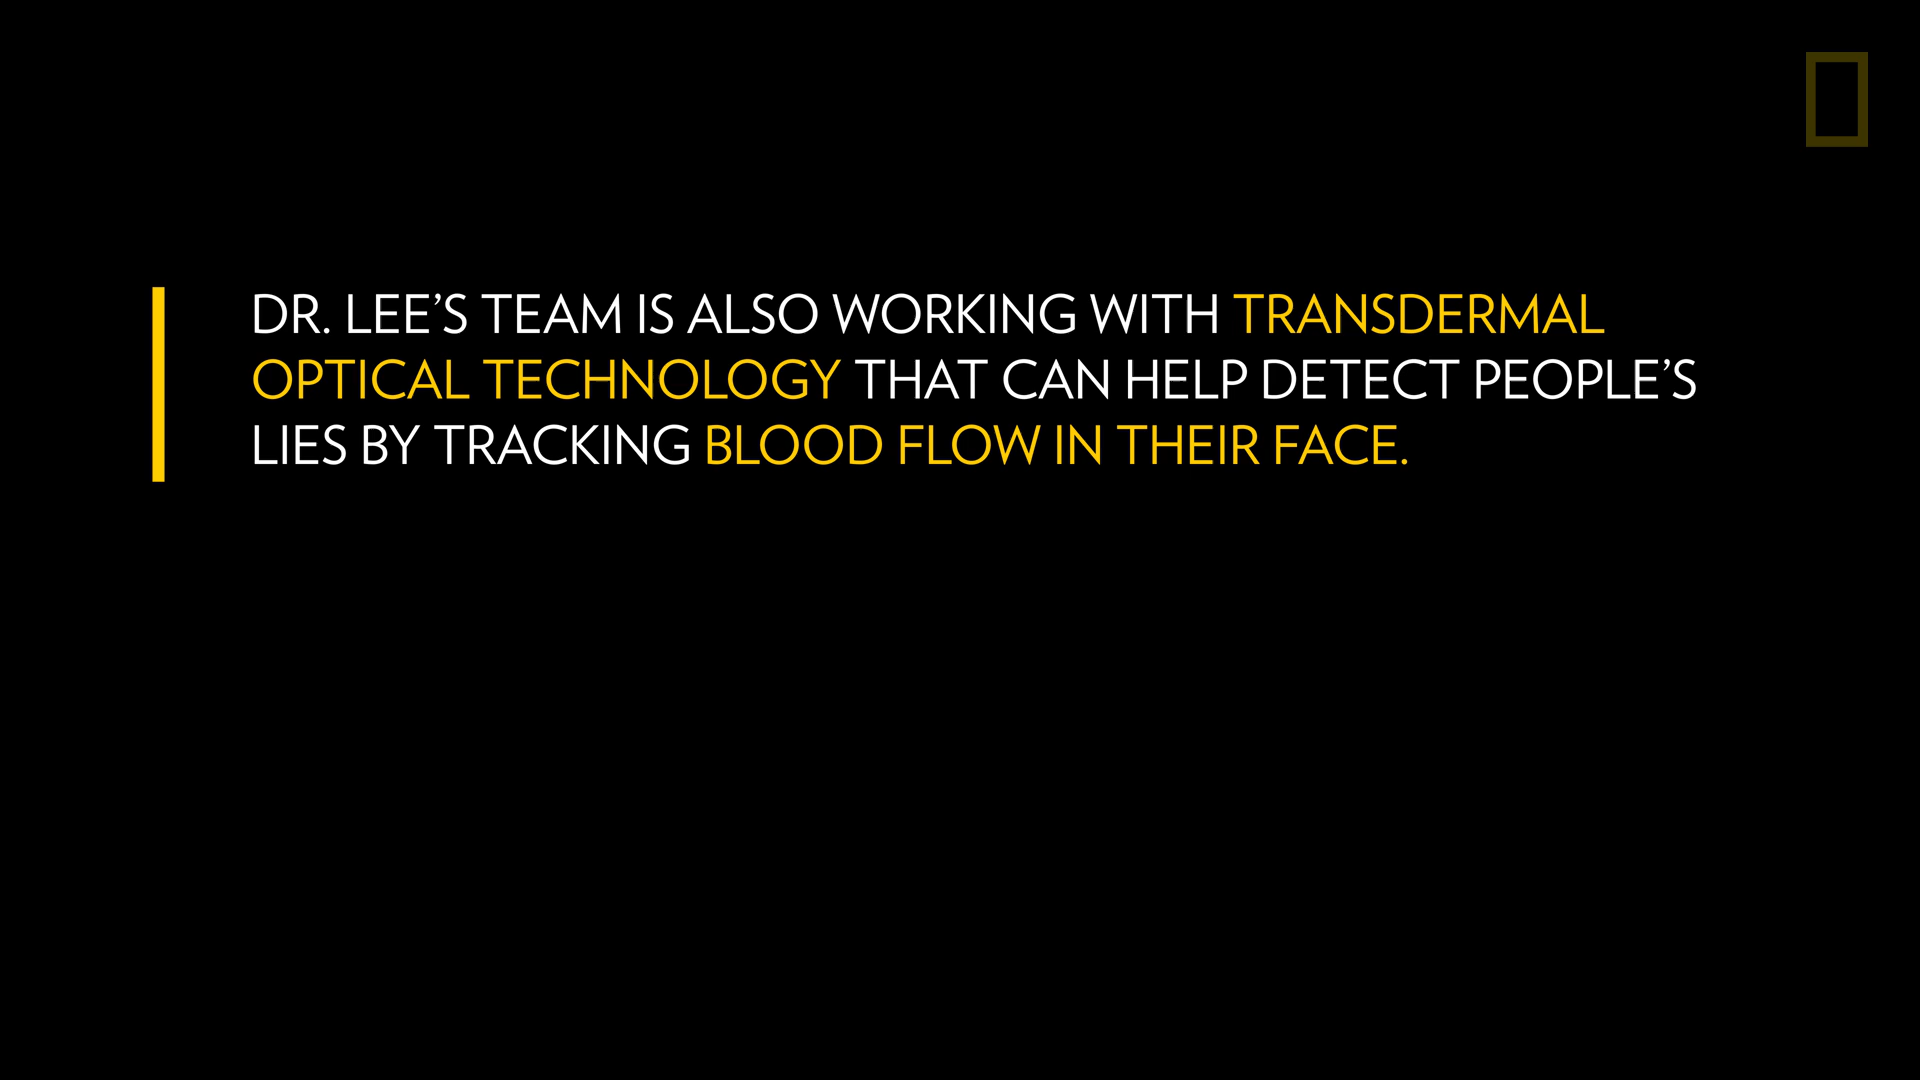 DR. LEE’S TEAM IS ALSO WORKING WITH TRANSDERMAL
OPTICAL TECHNOLOGY THAT CAN HELP DETECT PEOPLE’S
LIES BY TRACKING BLOOD FLOW IN THEIR FACE.